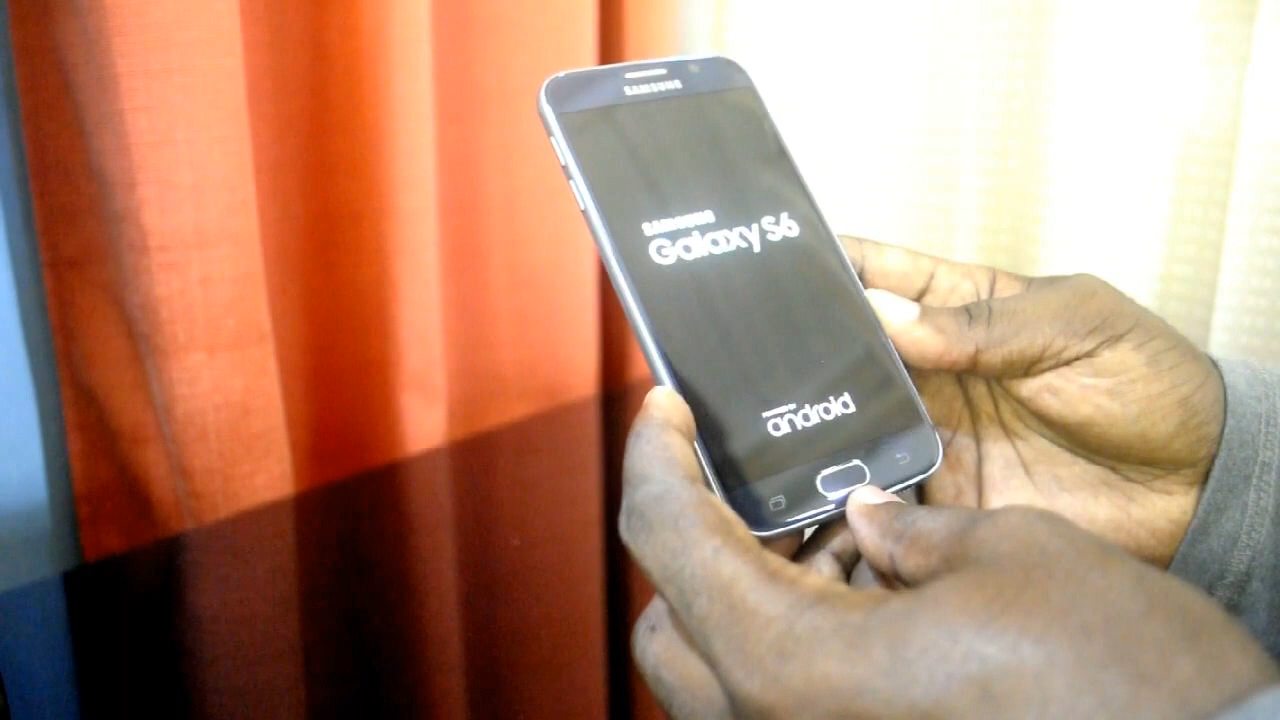 SAMSUNG
SAMSUNG
Galaxy S6
POWERED BY
android